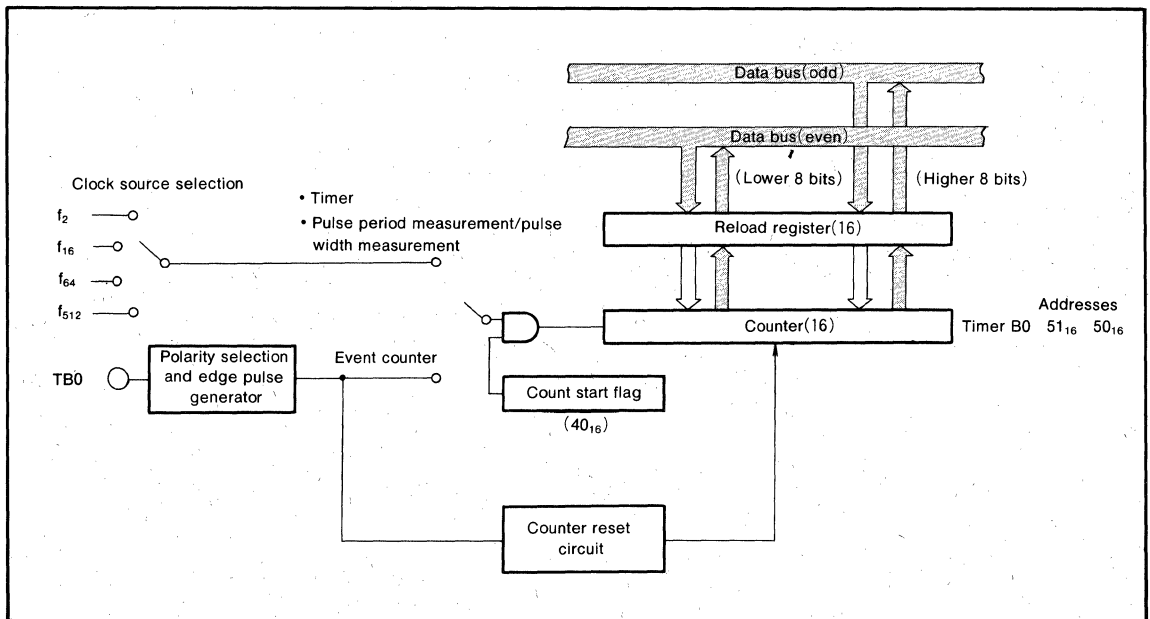 Data bus(odd)
Data bus(even)
(Lower 8 bits)
(Higher 8 bits)
Clock source selection
f₂
f₁₆
f₆₄
f₅₁₂
• Timer
• Pulse period measurement/pulse
width measurement
Reload register(16)
Counter(16)
Addresses
Timer B0 51₁₆ 50₁₆
TB0
Polarity selection
and edge pulse
generator
Event counter
Count start flag
(40₁₆)
Counter reset
circuit